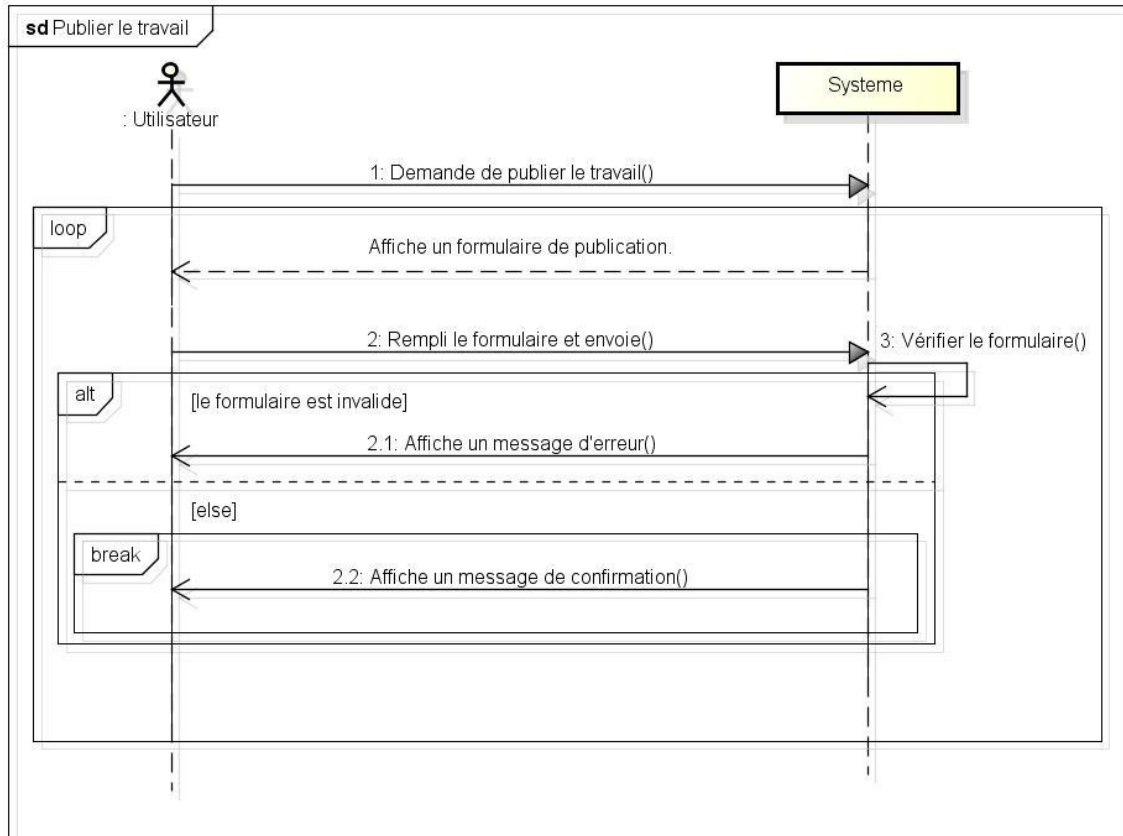 sd Publier le travail
: Utilisateur
Systeme
1: Demande de publier le travail()
loop
Affiche un formulaire de publication.
2: Rempli le formulaire et envoie()
3: Vérifier le formulaire()
alt
[le formulaire est invalide]
2.1: Affiche un message d'erreur()
[else]
break
2.2: Affiche un message de confirmation()